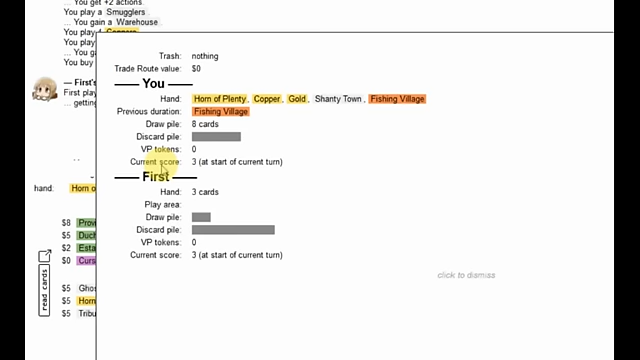 ... You get +2 actions.
You play a Smugglers.
... You gain a Warehouse.
You play
You play
... You ga
You buy
— First's
First play
... getting
Trash: nothing
Trade Route value: $0
You
Hand: Horn of Plenty, Copper, Gold, Shanty Town, Fishing Village
Previous duration: Fishing Village
Draw pile: 8 cards
Discard pile:
VP tokens: 0
Current score: 3 (at start of current turn)
First
Hand: 3 cards
Play area:
Draw pile:
Discard pile:
VP tokens: 0
Current score: 3 (at start of current turn)
click to dismiss
hand: Horn o
$8 Provi
$5 Duch
$2 Esta
$0 Curs
read cards
$5 Ghos
$5 Horn
$5 Tribu